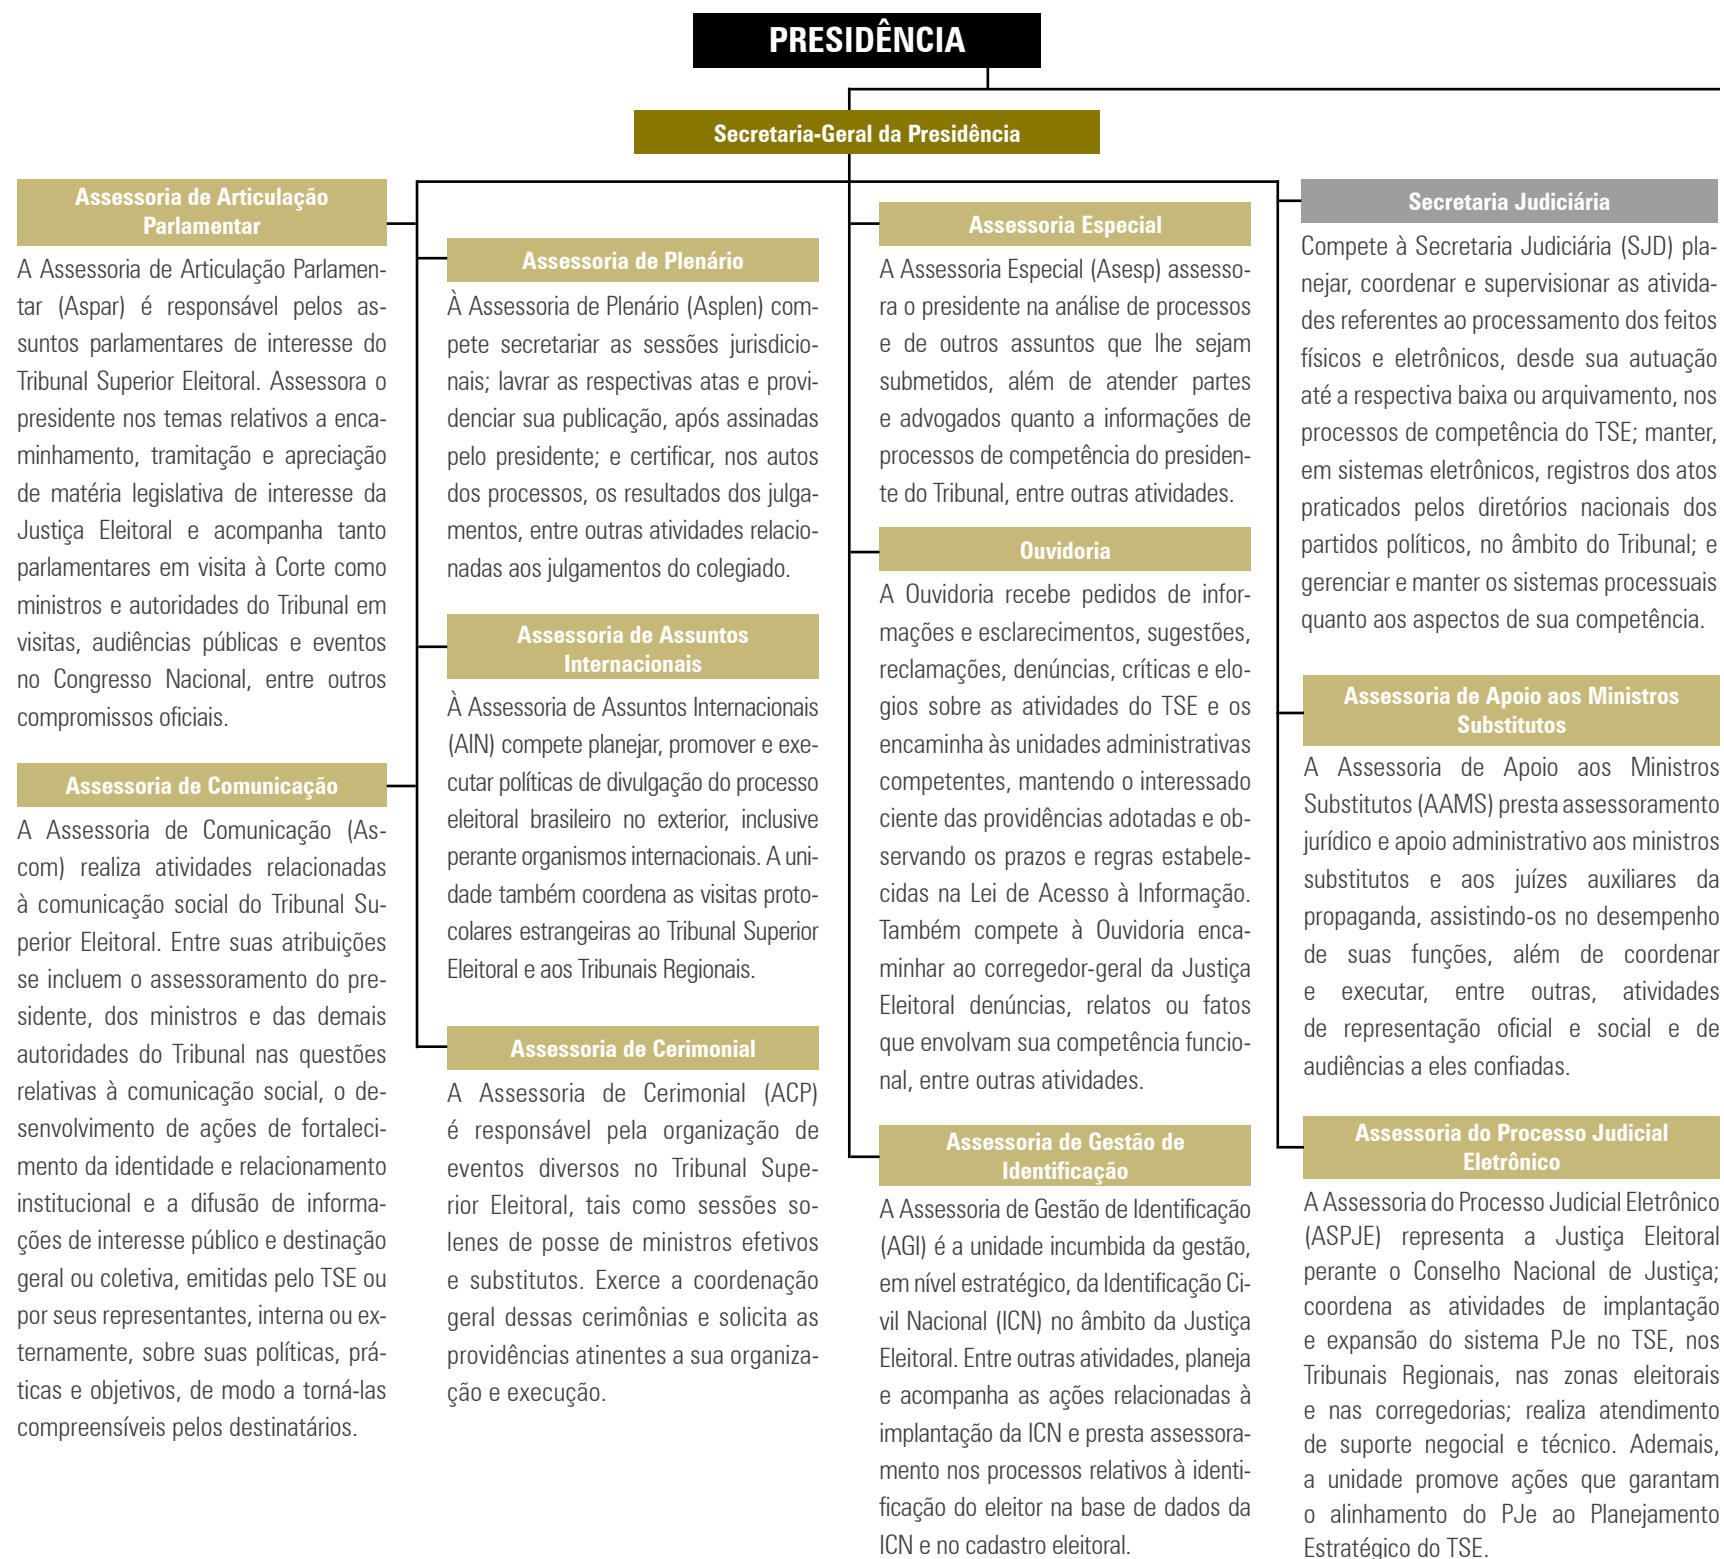 PRESIDÊNCIA
Secretaria-Geral da Presidência
Assessoria de Articulação
Parlamentar
A Assessoria de Articulação Parlamen-
tar (Aspar) é responsável pelos as-
suntos parlamentares de interesse do
Tribunal Superior Eleitoral. Assessora o
presidente nos temas relativos a enca-
minhamento, tramitação e apreciação
de matéria legislativa de interesse da
Justiça Eleitoral e acompanha tanto
parlamentares em visita à Corte como
ministros e autoridades do Tribunal em
visitas, audiências públicas e eventos
no Congresso Nacional, entre outros
compromissos oficiais.
Assessoria de Comunicação
A Assessoria de Comunicação (As-
com) realiza atividades relacionadas
à comunicação social do Tribunal Su-
perior Eleitoral. Entre suas atribuições
se incluem o assessoramento do pre-
sidente, dos ministros e das demais
autoridades do Tribunal nas questões
relativas à comunicação social, o de-
senvolvimento de ações de fortaleci-
mento da identidade e relacionamento
institucional e a difusão de informa-
ções de interesse público e destinação
geral ou coletiva, emitidas pelo TSE ou
por seus representantes, interna ou ex-
ternamente, sobre suas políticas, prá-
ticas e objetivos, de modo a torná-las
compreensíveis pelos destinatários.
Assessoria de Plenário
À Assessoria de Plenário (Asplen) com-
pete secretariar as sessões jurisdicio-
nais; lavrar as respectivas atas e provi-
denciar sua publicação, após assinadas
pelo presidente; e certificar, nos autos
dos processos, os resultados dos julga-
mentos, entre outras atividades relacio-
nadas aos julgamentos do colegiado.
Assessoria de Assuntos
Internacionais
À Assessoria de Assuntos Internacionais
(AIN) compete planejar, promover e exe-
cutar políticas de divulgação do processo
eleitoral brasileiro no exterior, inclusive
perante organismos internacionais. A uni-
dade também coordena as visitas proto-
colares estrangeiras ao Tribunal Superior
Eleitoral e aos Tribunais Regionais.
Assessoria de Cerimonial
A Assessoria de Cerimonial (ACP)
é responsável pela organização de
eventos diversos no Tribunal Supe-
rior Eleitoral, tais como sessões so-
lenes de posse de ministros efetivos
e substitutos. Exerce a coordenação
geral dessas cerimônias e solicita as
providências atinentes a sua organiza-
ção e execução.
Assessoria Especial
A Assessoria Especial (Asesp) assesso-
ra o presidente na análise de processos
e de outros assuntos que lhe sejam
submetidos, além de atender partes
e advogados quanto a informações de
processos de competência do presiden-
te do Tribunal, entre outras atividades.
Ouvidoria
A Ouvidoria recebe pedidos de infor-
mações e esclarecimentos, sugestões,
reclamações, denúncias, críticas e elo-
gios sobre as atividades do TSE e os
encaminha às unidades administrativas
competentes, mantendo o interessado
ciente das providências adotadas e ob-
servando os prazos e regras estabele-
cidas na Lei de Acesso à Informação.
Também compete à Ouvidoria enca-
minhar ao corregedor-geral da Justiça
Eleitoral denúncias, relatos ou fatos
que envolvam sua competência funcio-
nal, entre outras atividades.
Assessoria de Gestão de
Identificação
A Assessoria de Gestão de Identificação
(AGI) é a unidade incumbida da gestão,
em nível estratégico, da Identificação Ci-
vil Nacional (ICN) no âmbito da Justiça
Eleitoral. Entre outras atividades, planeja
e acompanha as ações relacionadas à
implantação da ICN e presta assessora-
mento nos processos relativos à identi-
ficação do eleitor na base de dados da
ICN e no cadastro eleitoral.
Secretaria Judiciária
Compete à Secretaria Judiciária (SJD) pla-
nejar, coordenar e supervisionar as ativida-
des referentes ao processamento dos feitos
físicos e eletrônicos, desde sua autuação
até a respectiva baixa ou arquivamento, nos
processos de competência do TSE; manter,
em sistemas eletrônicos, registros dos atos
praticados pelos diretórios nacionais dos
partidos políticos, no âmbito do Tribunal; e
gerenciar e manter os sistemas processuais
quanto aos aspectos de sua competência.
Assessoria de Apoio aos Ministros
Substitutos
A Assessoria de Apoio aos Ministros
Substitutos (AAMS) presta assessoramento
jurídico e apoio administrativo aos ministros
substitutos e aos juízes auxiliares da
propaganda, assistindo-os no desempenho
de suas funções, além de coordenar
e executar, entre outras, atividades
de representação oficial e social e de
audiências a eles confiadas.
Assessoria do Processo Judicial
Eletrônico
A Assessoria do Processo Judicial Eletrônico
(ASPJE) representa a Justiça Eleitoral
perante o Conselho Nacional de Justiça;
coordena as atividades de implantação
e expansão do sistema PJe no TSE, nos
Tribunais Regionais, nas zonas eleitorais
e nas corregedorias; realiza atendimento
de suporte negocial e técnico. Ademais,
a unidade promove ações que garantam
o alinhamento do PJe ao Planejamento
Estratégico do TSE.